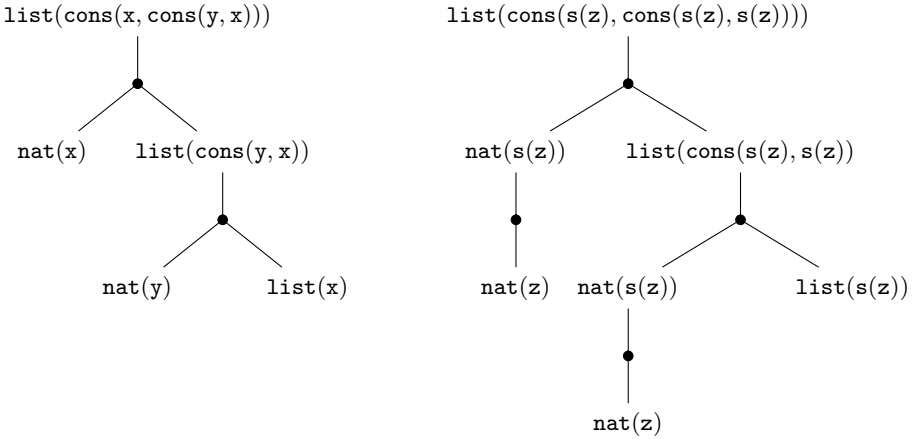 list(cons(x, cons(y, x)))
list(cons(s(z), cons(s(z), s(z))))
nat(x) list(cons(y, x))
nat(s(z)) list(cons(s(z), s(z))
nat(y) list(x)
nat(z) nat(s(z)) list(s(z))
nat(z)